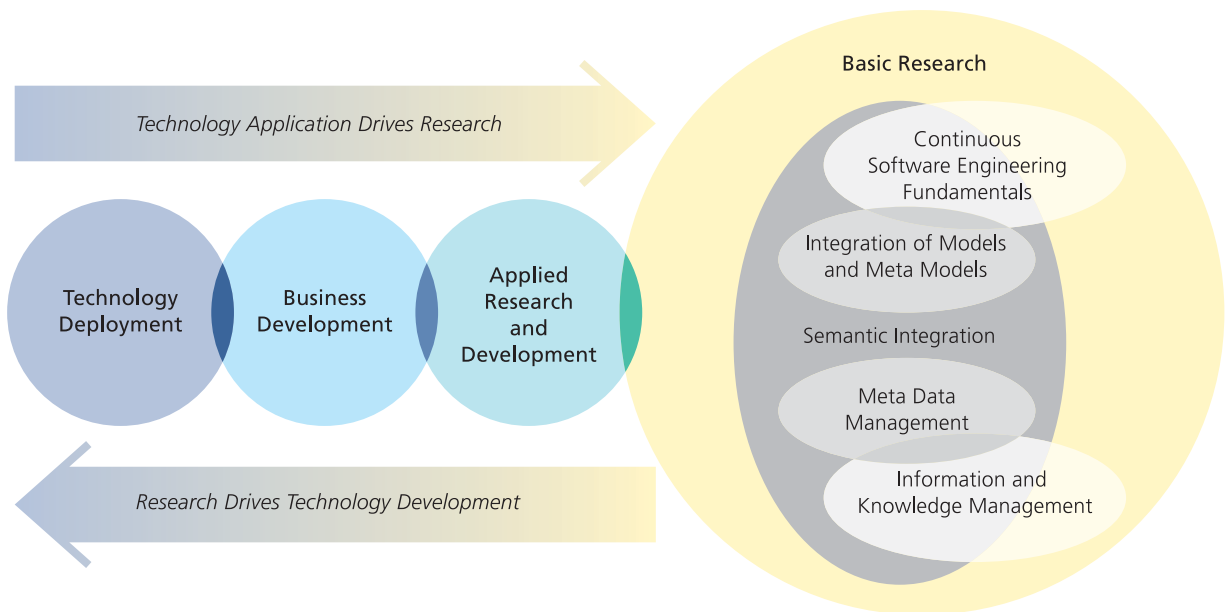 Technology Application Drives Research
Technology
Deployment
Business
Development
Applied
Research
and
Development
Research Drives Technology Development
Basic Research
Continuous
Software Engineering
Fundamentals
Integration of Models
and Meta Models
Semantic Integration
Meta Data
Management
Information and
Knowledge Management